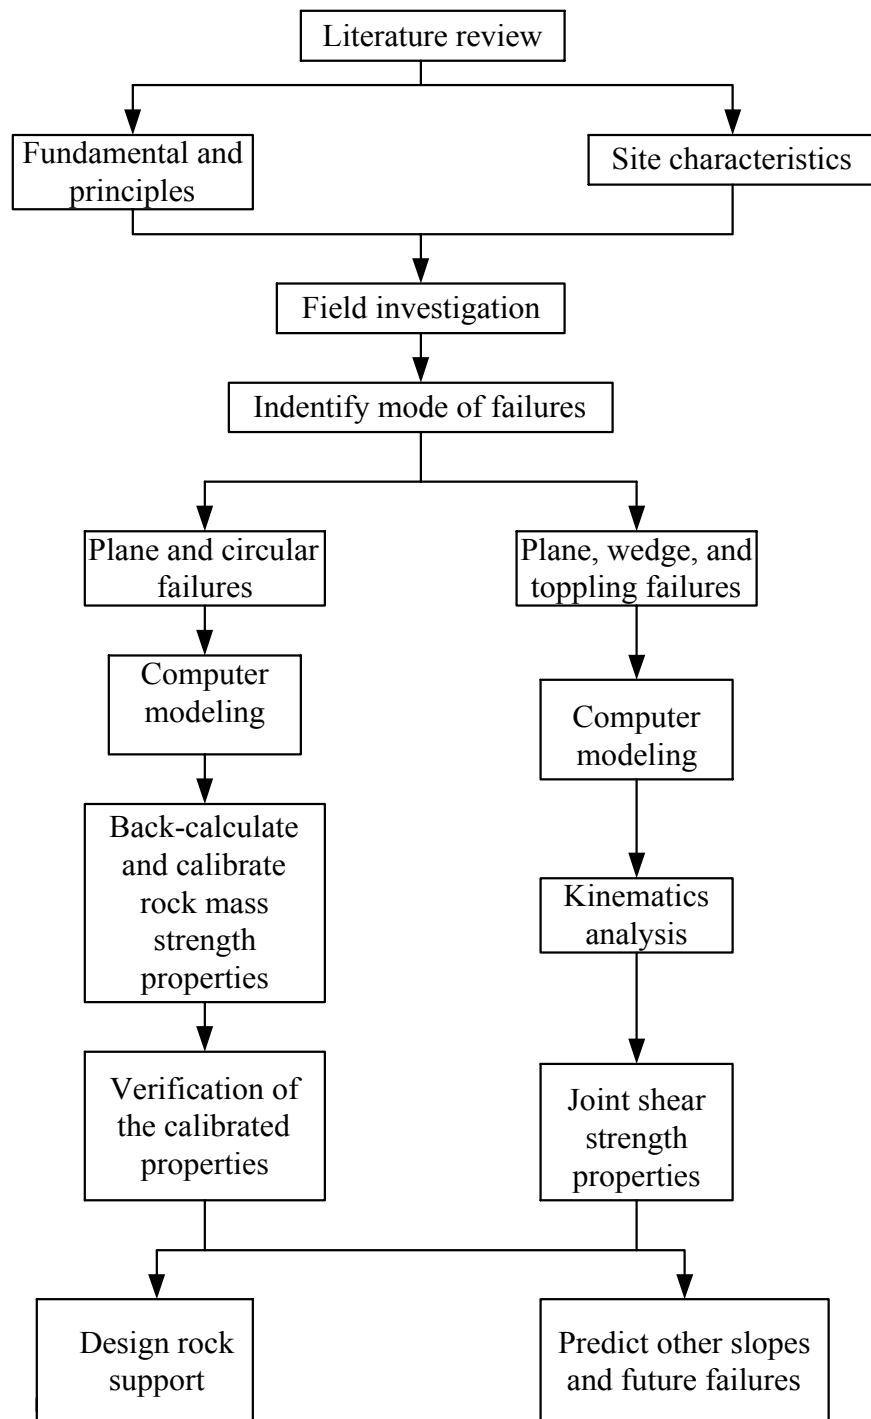 Literature review
Fundamental and
principles
Site characteristics
Field investigation
Indentify mode of failures
Plane and circular
failures
Plane, wedge, and
toppling failures
Computer
modeling
Computer
modeling
Back-calculate
and calibrate
rock mass
strength
properties
Kinematics
analysis
Verification of
the calibrated
properties
Joint shear
strength
properties
Design rock
support
Predict other slopes
and future failures